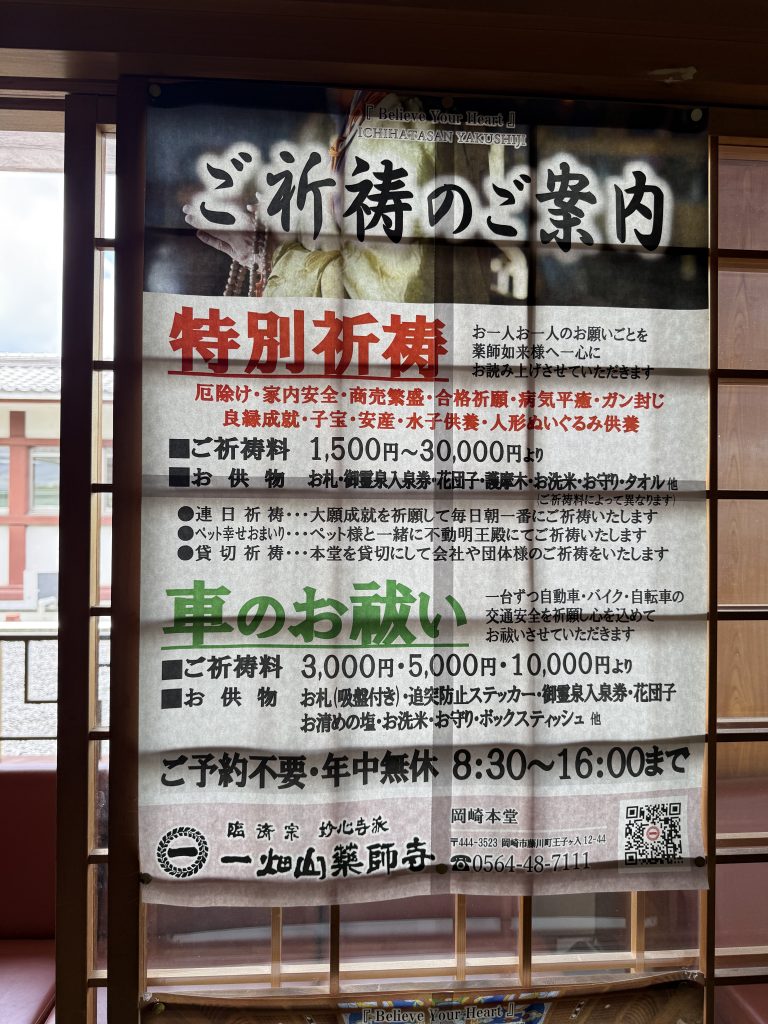 『 Believe Your Heart 』
ICHIHATASAN YAKUSHIJI
ご祈祷のご案内
特別祈祷
お一人お一人のお願いごとを
薬師如来様へ一心に
お読み上げさせていただきます
厄除け・家内安全・商売繁盛・合格祈願・病気平癒・ガン封じ
良縁成就・子宝・安産・水子供養・人形ぬいぐるみ供養
■ご祈祷料 1,500円〜30,000円より
■お供物 お札・御霊泉入泉券・花団子・護摩木・お洗米・お守り・タオル 他
(ご祈祷料によって異なります)
●連日祈祷・・・大願成就を祈願して毎日朝一番にご祈祷いたします
●ペット幸せおまいり・・・ペット様と一緒に不動明王殿にてご祈祷いたします
●貸切祈祷・・・本堂を貸切にして会社や団体様のご祈祷をいたします
車のお祓い
一台ずつ自動車・バイク・自転車の
交通安全を祈願し心を込めて
お祓いさせていただきます
■ご祈祷料 3,000円・5,000円・10,000円より
■お供物 お札(吸盤付き)・追突防止ステッカー・御霊泉入泉券・花団子
お清めの塩・お洗米・お守り・ボックスティッシュ 他
ご予約不要・年中無休 8:30〜16:00まで
臨済宗 妙心寺派
一畑山薬師寺
岡崎本堂
〒444-3523 岡崎市藤川町王子ヶ入12-44
☎0564-48-7111
『 Believe Your Heart 』